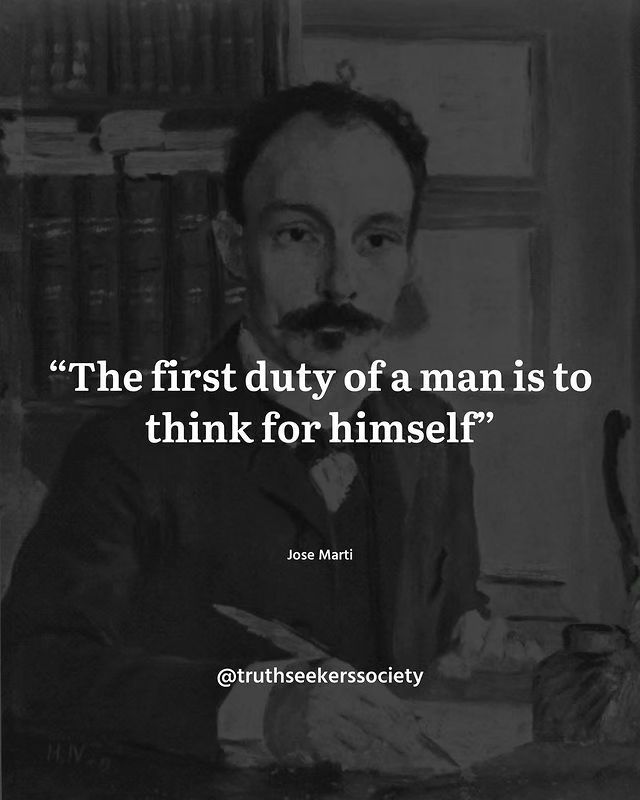 “The first duty of a man is to
think for himself”
Jose Marti
@truthseekerssociety